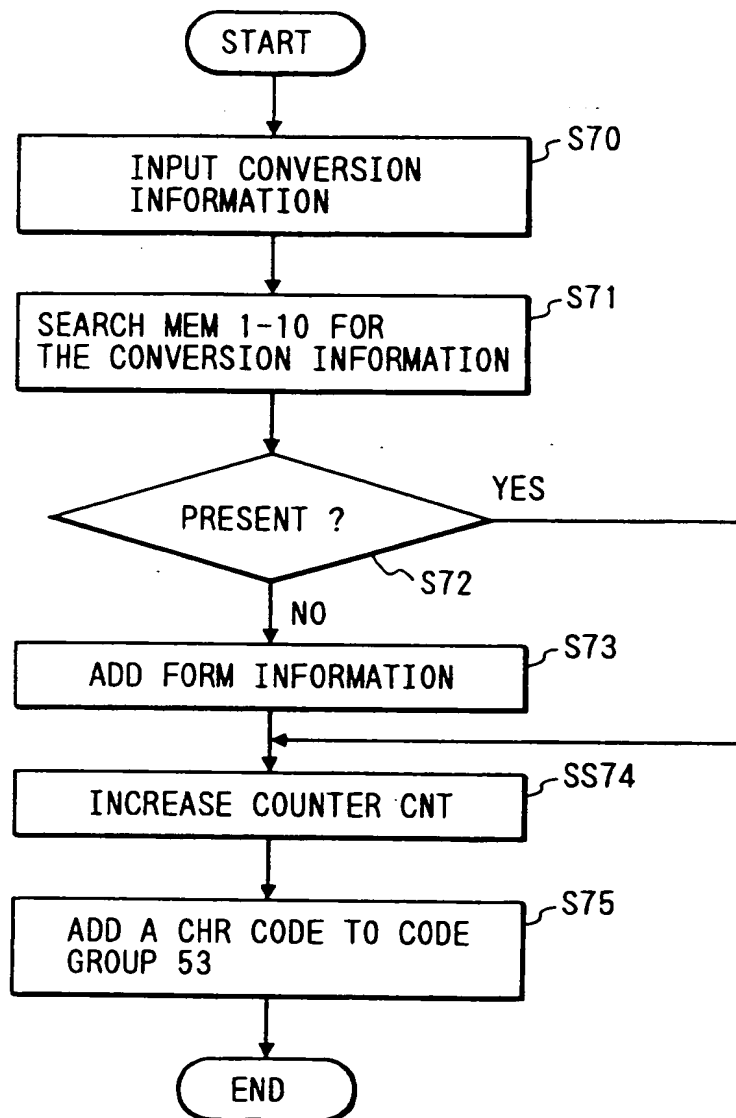 START
S70
INPUT CONVERSION
INFORMATION
S71
SEARCH MEM 1-10 FOR
THE CONVERSION INFORMATION
YES
PRESENT ?
S72
NO
S73
ADD FORM INFORMATION
SS74
INCREASE COUNTER CNT
S75
ADD A CHR CODE TO CODE
GROUP 53
END